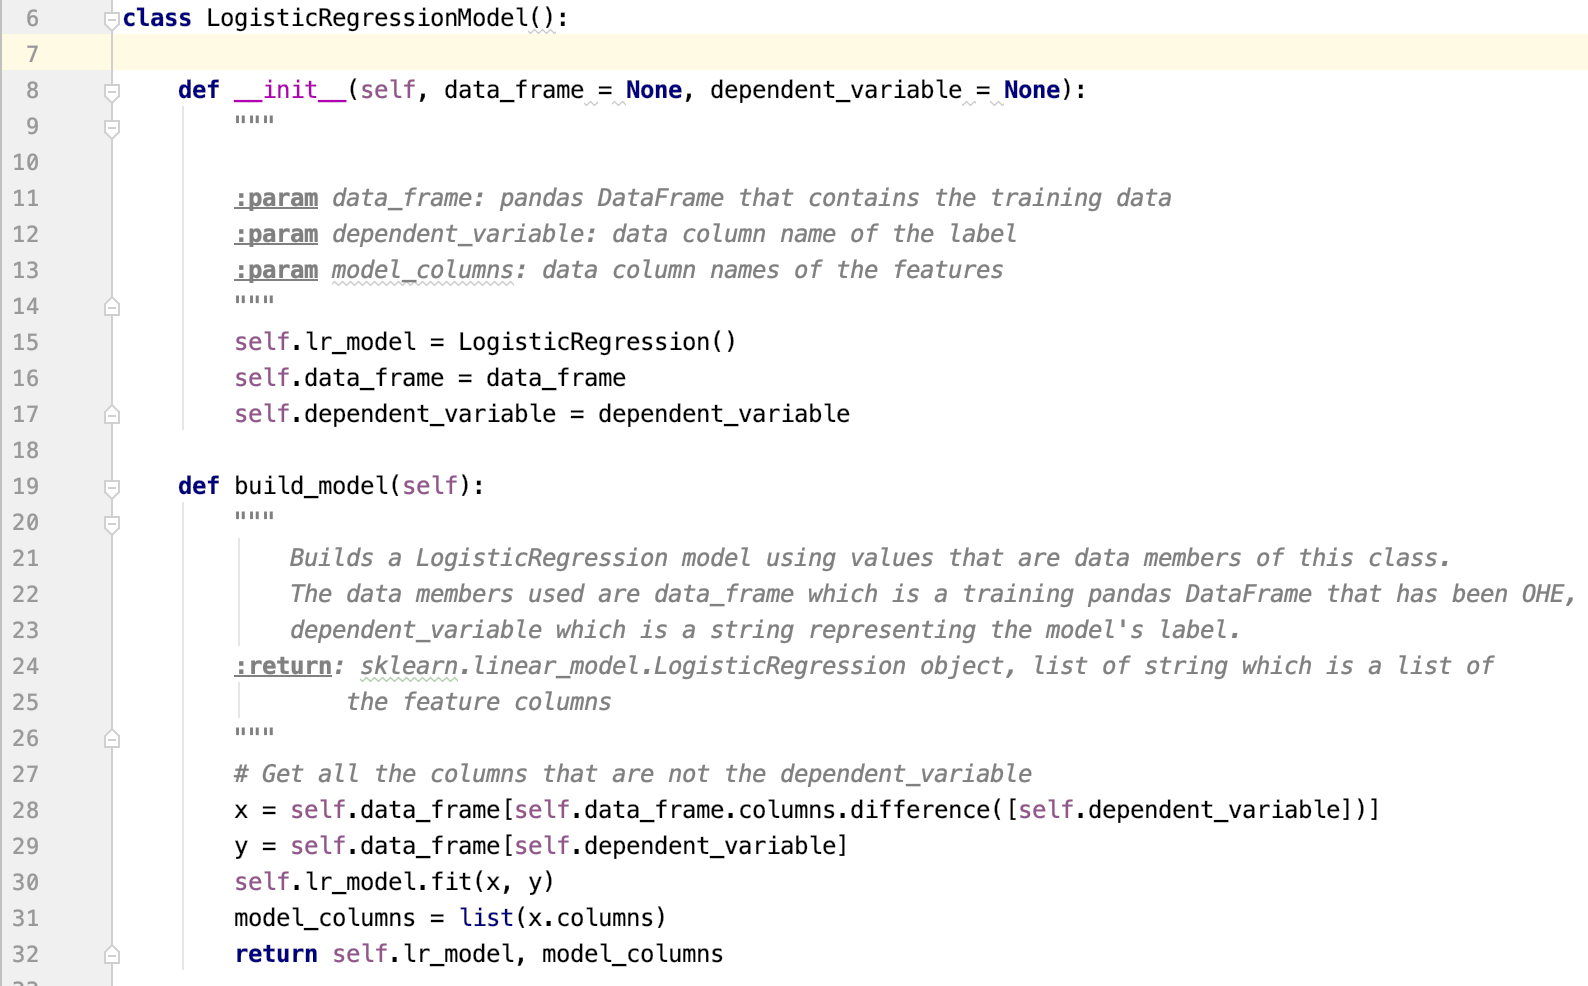 6 class LogisticRegressionModel():
7
8 def __init__(self, data_frame = None, dependent_variable = None):
9 """
10
11 :param data_frame: pandas DataFrame that contains the training data
12 :param dependent_variable: data column name of the label
13 :param model_columns: data column names of the features
14 """
15 self.lr_model = LogisticRegression()
16 self.data_frame = data_frame
17 self.dependent_variable = dependent_variable
18
19 def build_model(self):
20 """
21 Builds a LogisticRegression model using values that are data members of this class.
22 The data members used are data_frame which is a training pandas DataFrame that has been OHE,
23 dependent_variable which is a string representing the model's label.
24 :return: sklearn.linear_model.LogisticRegression object, list of string which is a list of
25 the feature columns
26 """
27 # Get all the columns that are not the dependent_variable
28 x = self.data_frame[self.data_frame.columns.difference([self.dependent_variable])]
29 y = self.data_frame[self.dependent_variable]
30 self.lr_model.fit(x, y)
31 model_columns = list(x.columns)
32 return self.lr_model, model_columns